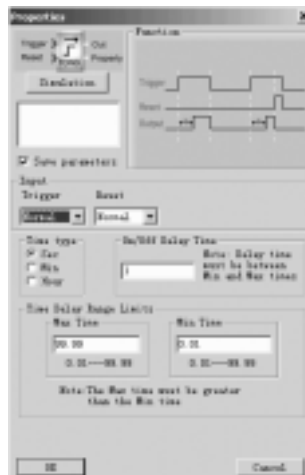 Properties
Trigger
Reset
Out
Property
Simulation
Save parameters
Function
Trigger
Reset
Output
Input
Trigger Reset
Normal Normal
Time type
Sec
Min
Hour
On/Off Delay Time
1
Note: Delay time
must be between
Min and Max times
Time Delay Range Limits
Max Time
99.99
0.01---99.99
Min Time
0.01
0.01---99.99
Note:The Max time must be greater
than the Min time
OK Cancel